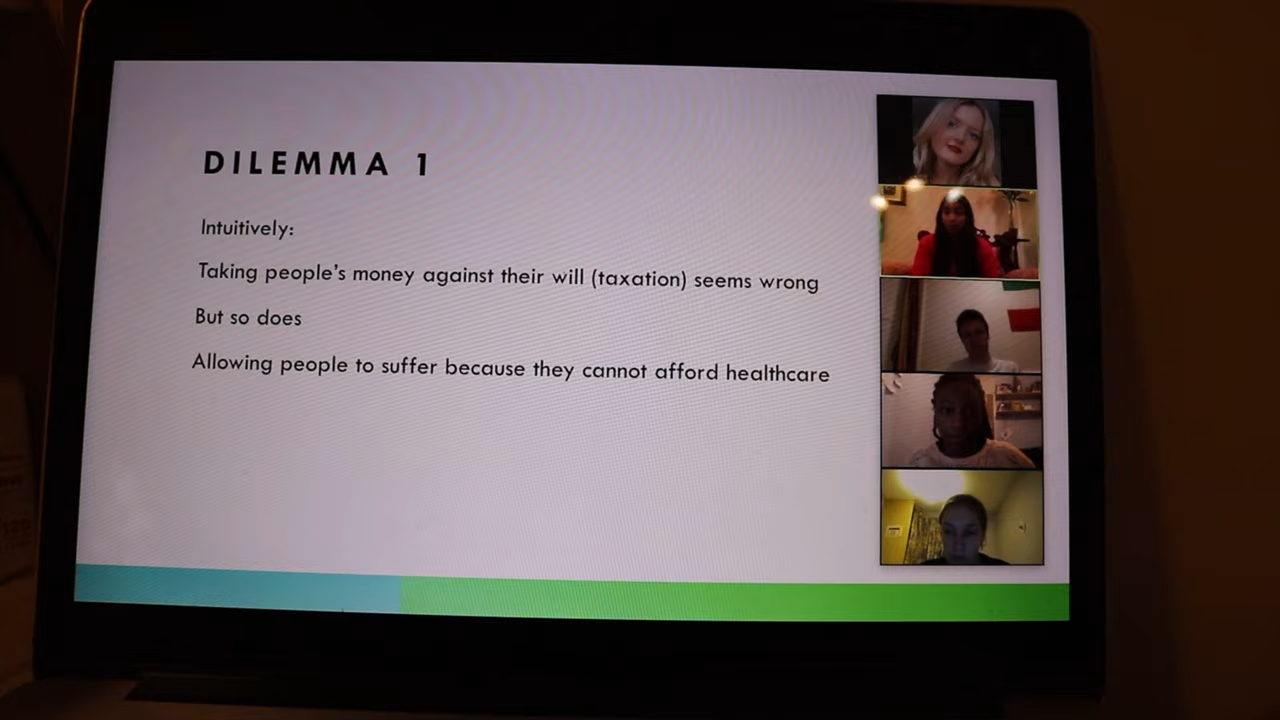 DILEMMA 1
Intuitively:
Taking people's money against their will (taxation) seems wrong
But so does
Allowing people to suffer because they cannot afford healthcare